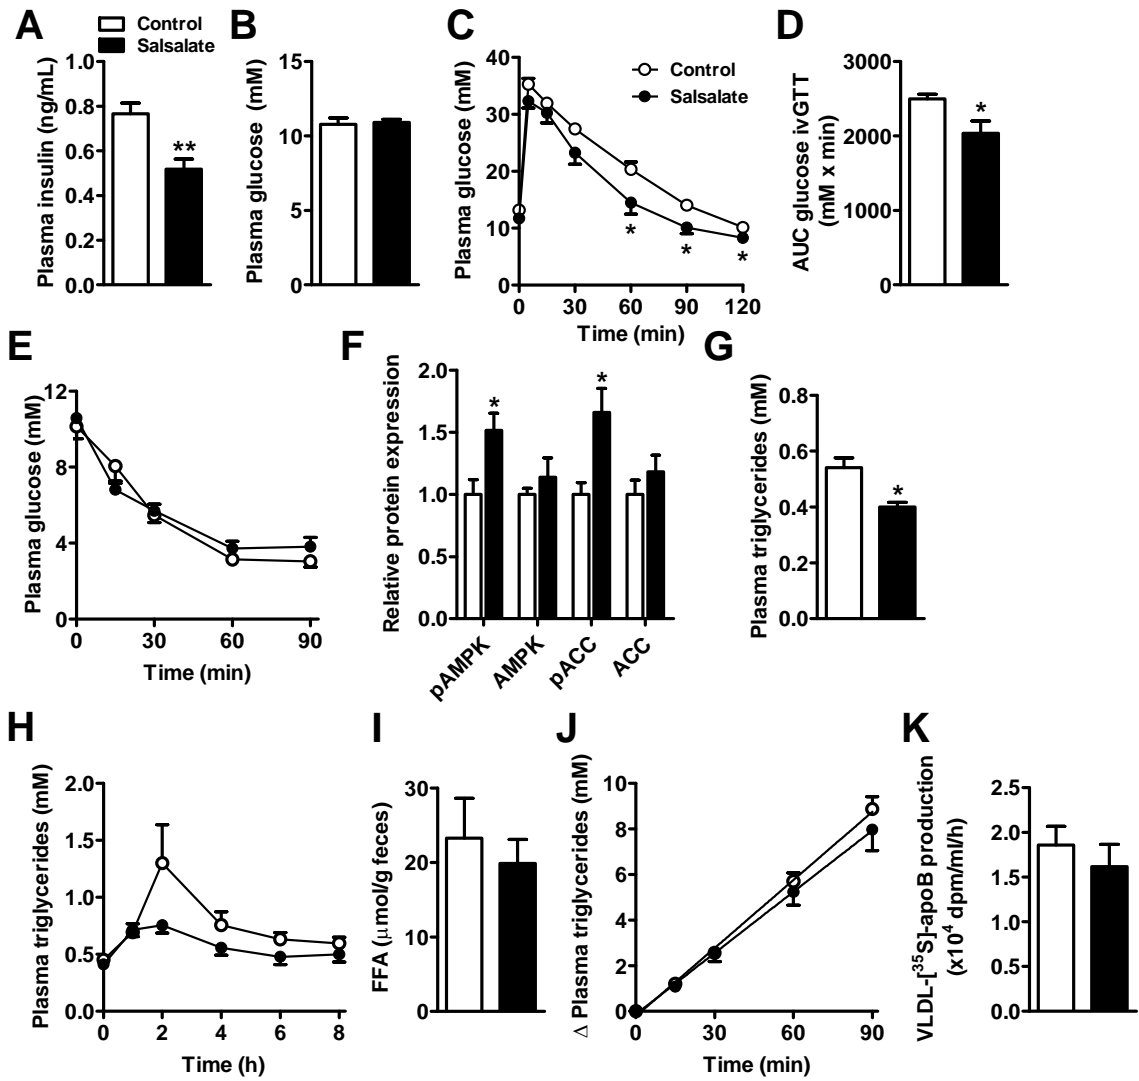 A
Control
Salsalate
Plasma insulin (ng/mL)
1.0
0.8
0.6
0.4
0.2
0.0
**
B
Plasma glucose (mM)
15
10
5
0
C
Plasma glucose (mM)
40
30
20
10
0
Control
Salsalate
*
*
*
0 30 60 90 120
Time (min)
D
AUC glucose ivGTT
(mM x min)
3000
2000
1000
0
*
E
Plasma glucose (mM)
12
8
4
0
0 30 60 90
Time (min)
F
Relative protein expression
2.0
1.5
1.0
0.5
0.0
*
*
pAMPK
AMPK
pACC
ACC
G
Plasma triglycerides (mM)
0.8
0.6
0.4
0.2
0.0
*
H
Plasma triglycerides (mM)
2.0
1.5
1.0
0.5
0.0
0 2 4 6 8
Time (h)
I
FFA (μmol/g feces)
30
20
10
0
J
Δ Plasma triglycerides (mM)
10
8
6
4
2
0
0 30 60 90
Time (min)
K
VLDL-[³⁵S]-apoB production
(x10⁴ dpm/ml/h)
2.5
2.0
1.5
1.0
0.5
0.0